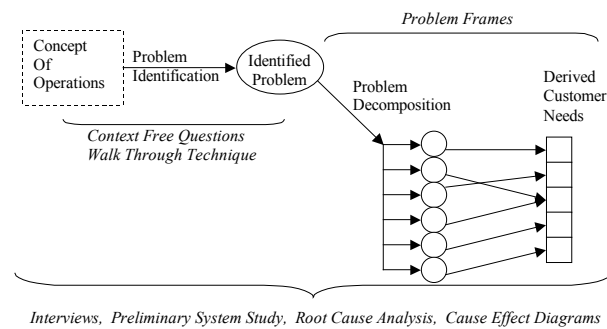 Problem Frames
Concept
Of
Operations
Problem
Identification
Identified
Problem
Problem
Decomposition
Derived
Customer
Needs
Context Free Questions
Walk Through Technique
Interviews, Preliminary System Study, Root Cause Analysis, Cause Effect Diagrams